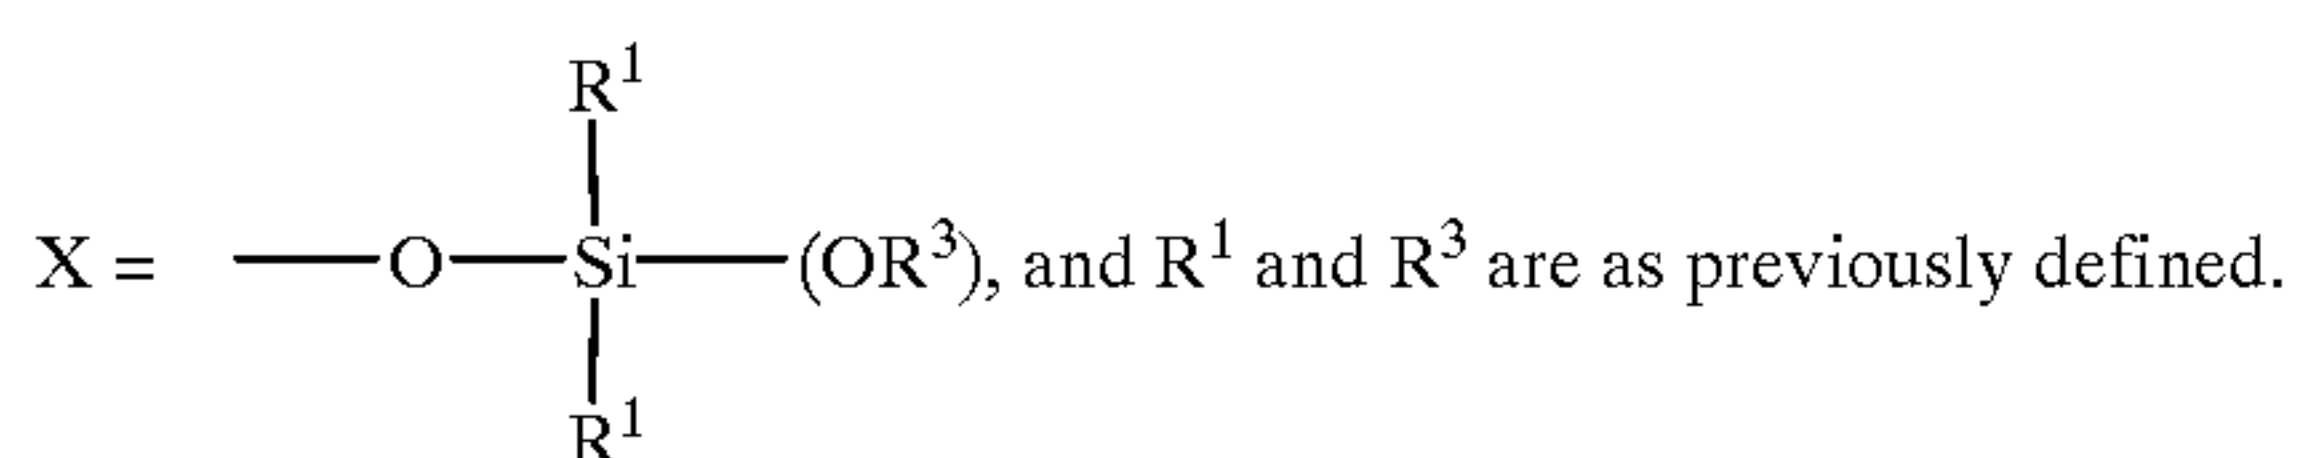 R¹
X = —O—Si—(OR³), and R¹ and R³ are as previously defined.
R¹